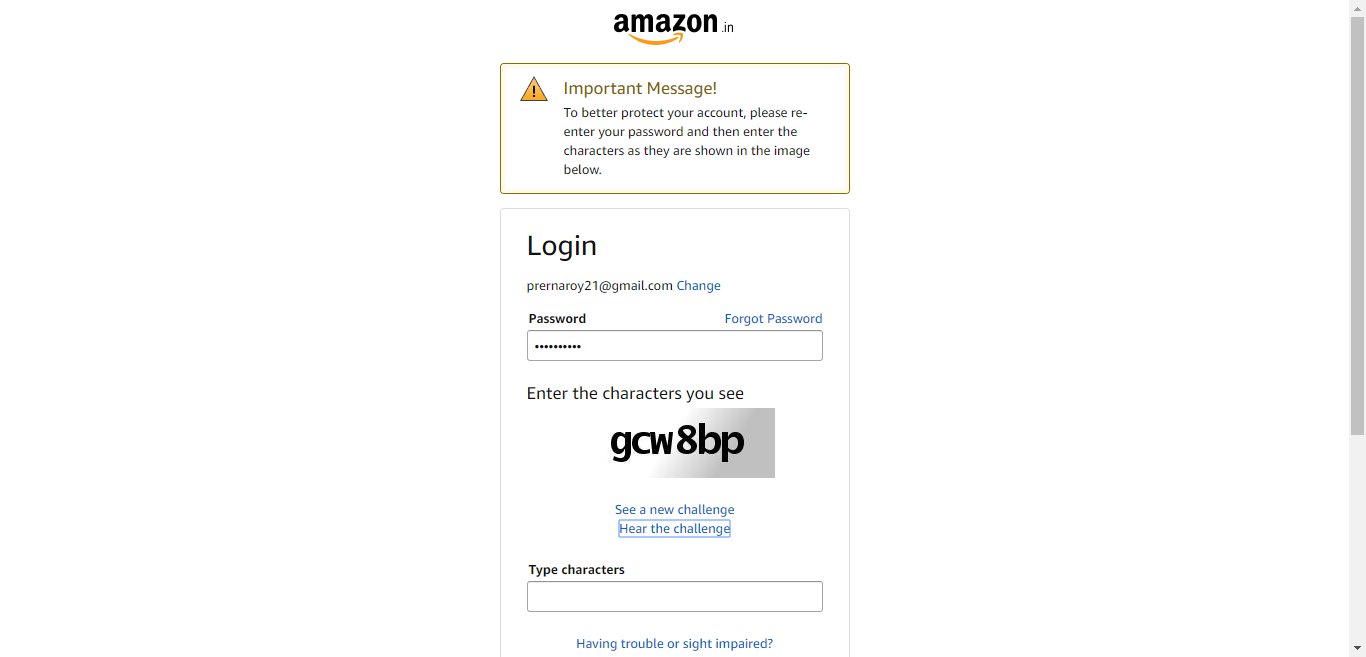 amazon.in
Important Message!
To better protect your account, please re-
enter your password and then enter the
characters as they are shown in the image
below.
Login
prernaroy21@gmail.com Change
Password Forgot Password
••••••••••
Enter the characters you see
gcw8bp
See a new challenge
Hear the challenge
Type characters
Having trouble or sight impaired?